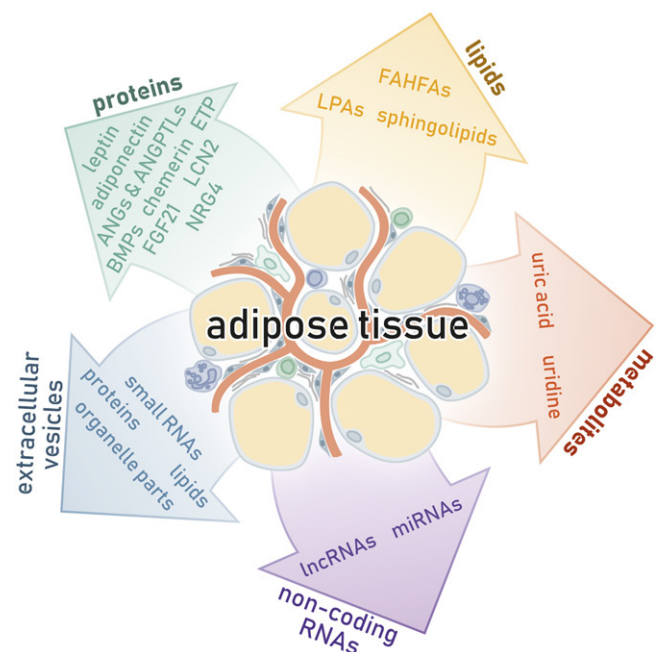 proteins
leptin
adiponectin
ANGs & ANGPTLs
BMPs chemerin ETP
FGF21 LCN2
NRG4
lipids
FAHFAs
LPAs sphingolipids
adipose tissue
metabolites
uric acid
uridine
extracellular
vesicles
small RNAs
proteins
organelle parts
lipids
lncRNAs miRNAs
non-coding
RNAs